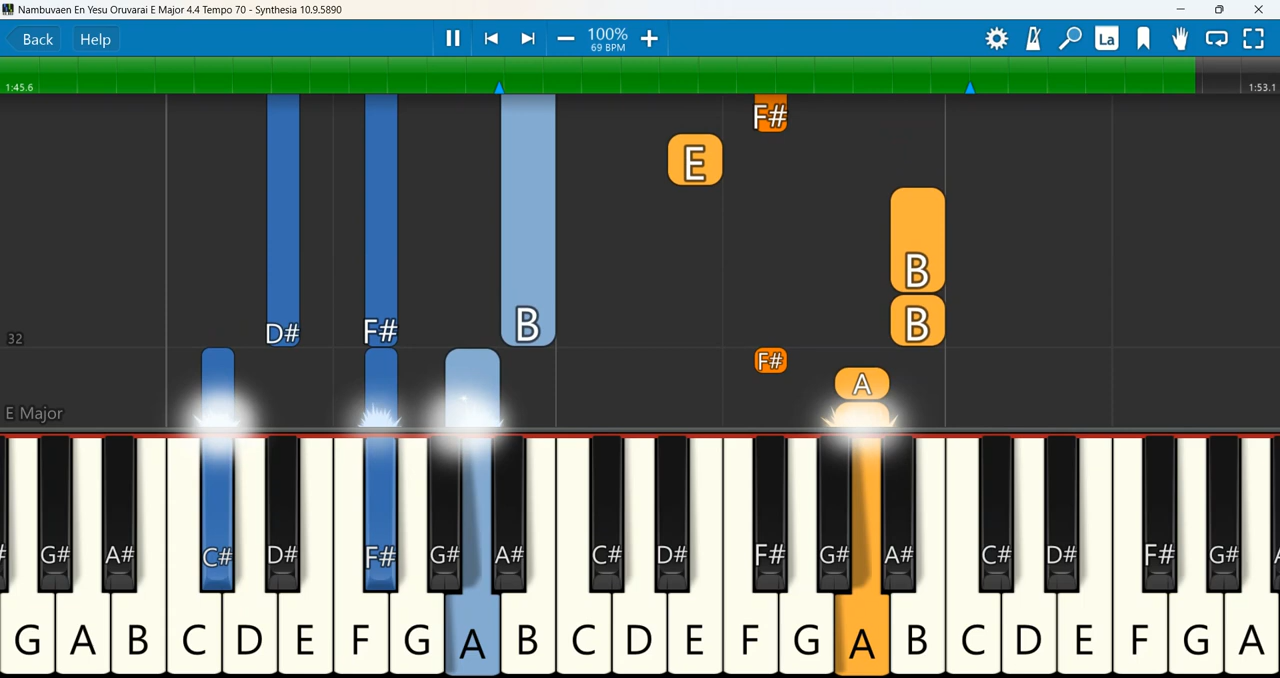 Nambuvaen En Yesu Oruvarai E Major 4.4 Tempo 70 - Synthesia 10.9.5890
Back Help 100% La
69 BPM
1:45.6 1:53.1
F#
E
B
B
D# F# B
32
F#
A
E Major
G# A# C# D# F# G# A# C# D# F# G# A# C# D# F# G#
G A B C D E F G A B C D E F G A B C D E F G A